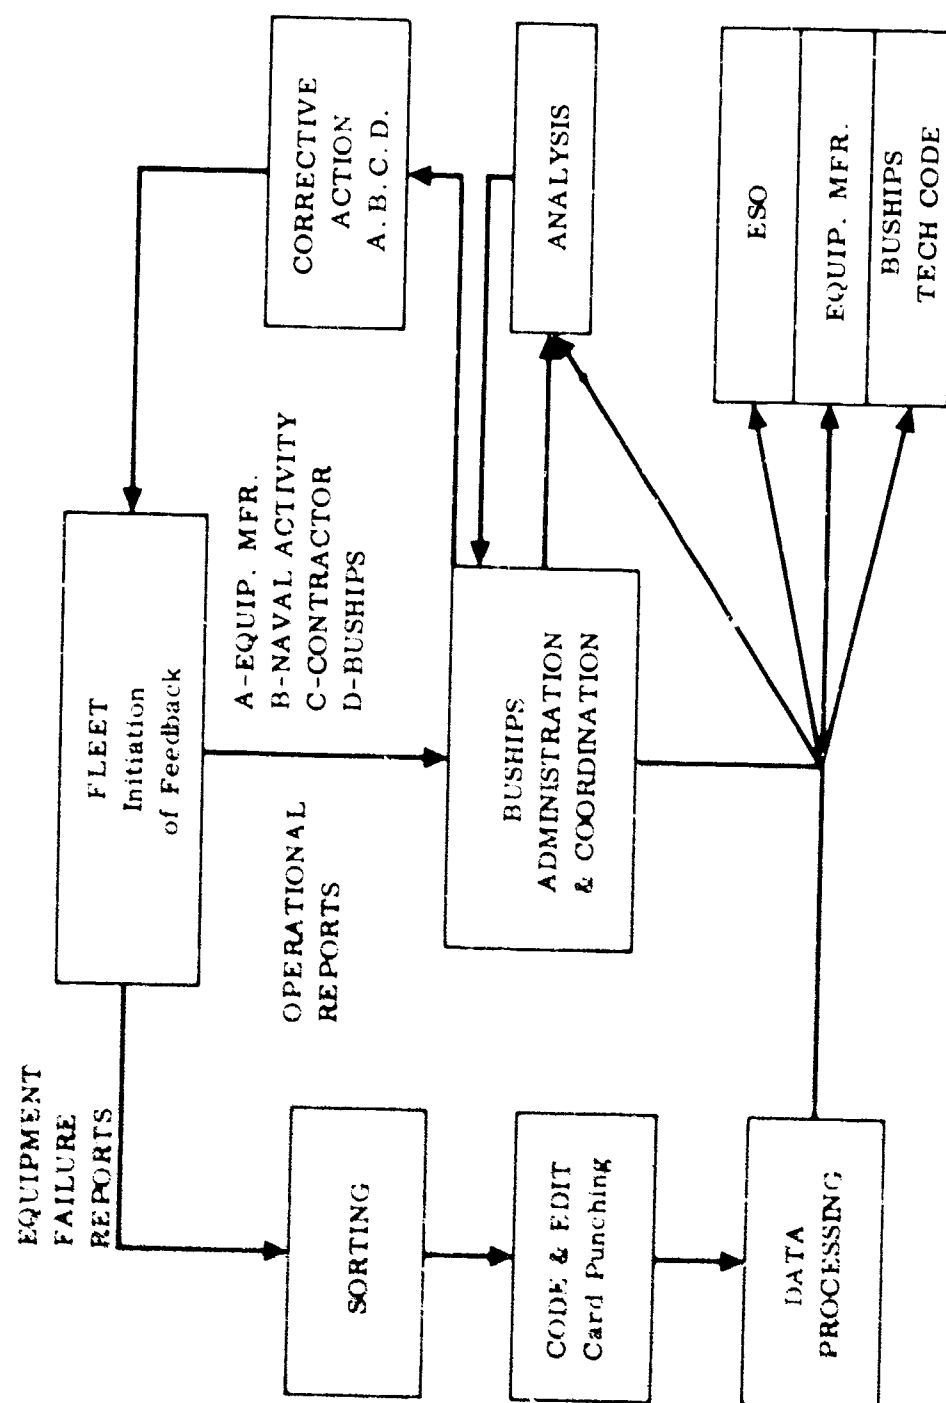 EQUIPMENT
FAILURE
REPORTS
FLEET
Initiation
of Feedback
CORRECTIVE
ACTION
A.B.C.D.
A-EQUIP. MFR.
B-NAVAL ACTIVITY
C-CONTRACTOR
D-BUSHIPS
OPERATIONAL
REPORTS
SORTING
CODE & EDIT
Card Punching
DATA
PROCESSING
BUSHIPS
ADMINISTRATION
& COORDINATION
ANALYSIS
ESO
EQUIP. MFR.
BUSHIPS
TECH CODE